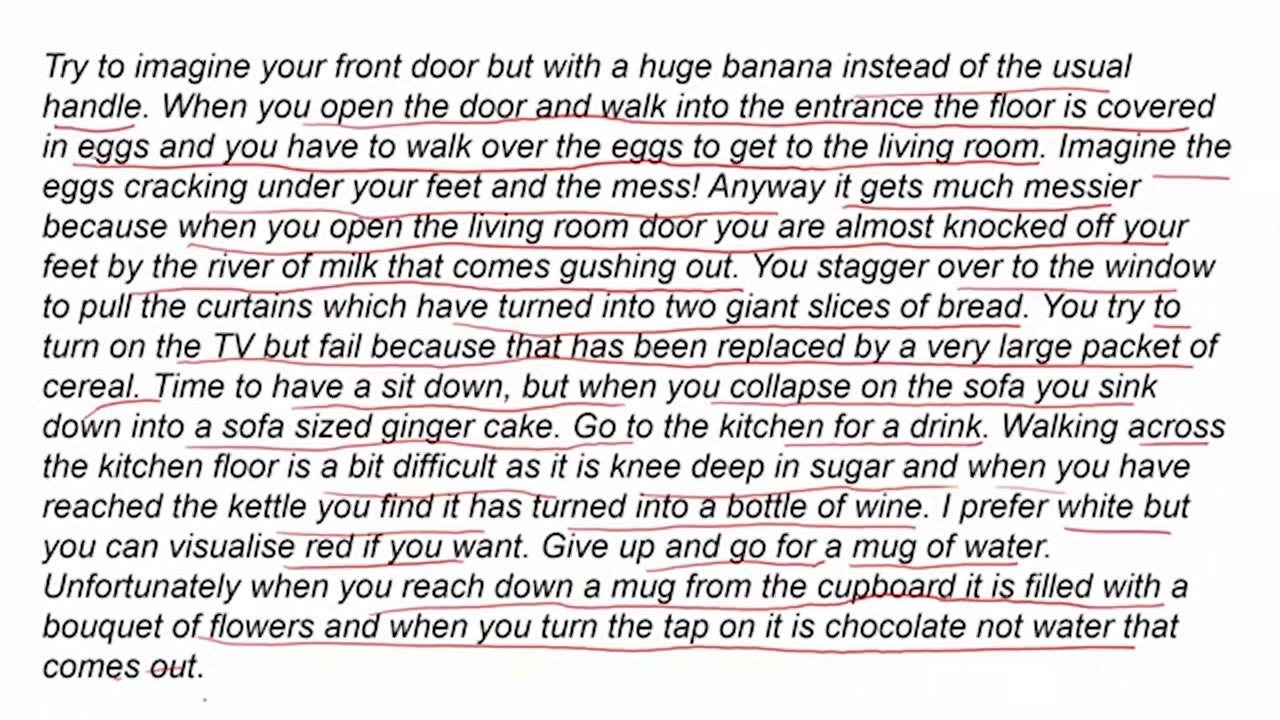 Try to imagine your front door but with a huge banana instead of the usual
handle. When you open the door and walk into the entrance the floor is covered
in eggs and you have to walk over the eggs to get to the living room. Imagine the
eggs cracking under your feet and the mess! Anyway it gets much messier
because when you open the living room door you are almost knocked off your
feet by the river of milk that comes gushing out. You stagger over to the window
to pull the curtains which have turned into two giant slices of bread. You try to
turn on the TV but fail because that has been replaced by a very large packet of
cereal. Time to have a sit down, but when you collapse on the sofa you sink
down into a sofa sized ginger cake. Go to the kitchen for a drink. Walking across
the kitchen floor is a bit difficult as it is knee deep in sugar and when you have
reached the kettle you find it has turned into a bottle of wine. I prefer white but
you can visualise red if you want. Give up and go for a mug of water.
Unfortunately when you reach down a mug from the cupboard it is filled with a
bouquet of flowers and when you turn the tap on it is chocolate not water that
comes out.